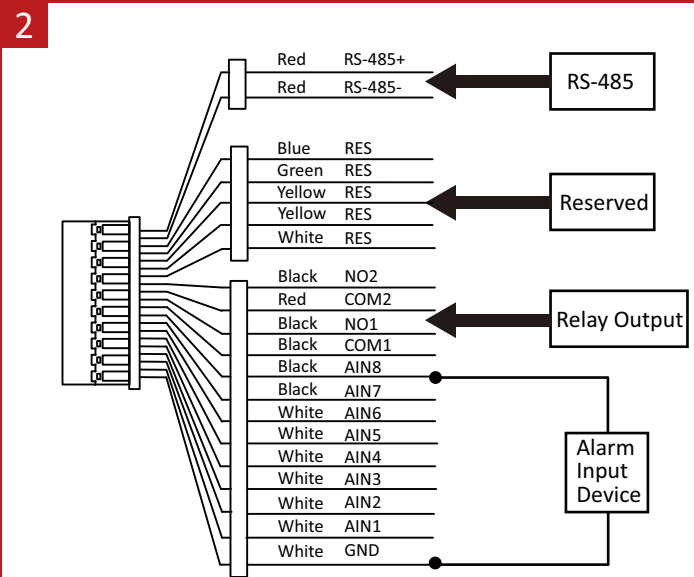 2
Red RS-485+
Red RS-485-
RS-485
Blue RES
Green RES
Yellow RES
Yellow RES
White RES
Reserved
Black NO2
Red COM2
Black NO1
Black COM1
Black AIN8
Black AIN7
White AIN6
White AIN5
White AIN4
White AIN3
White AIN2
White AIN1
White GND
Relay Output
Alarm
Input
Device